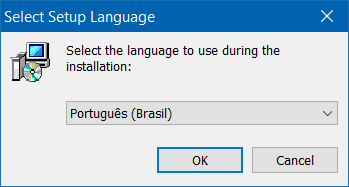 Select Setup Language
Select the language to use during the
installation:
Português (Brasil)
OK
Cancel